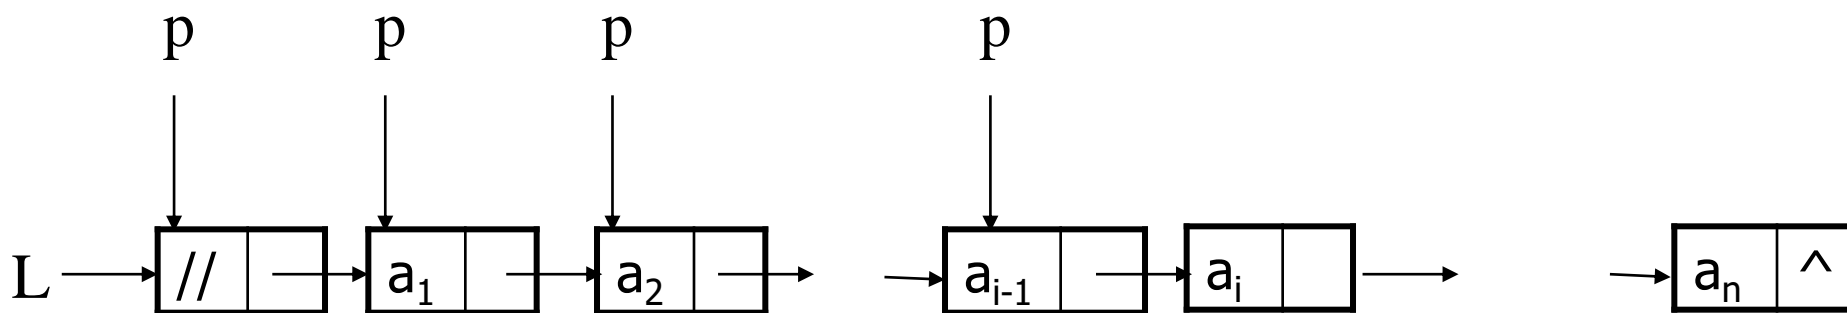 p p p p
L // a₁ a₂ aᵢ₋₁ aᵢ aₙ ^